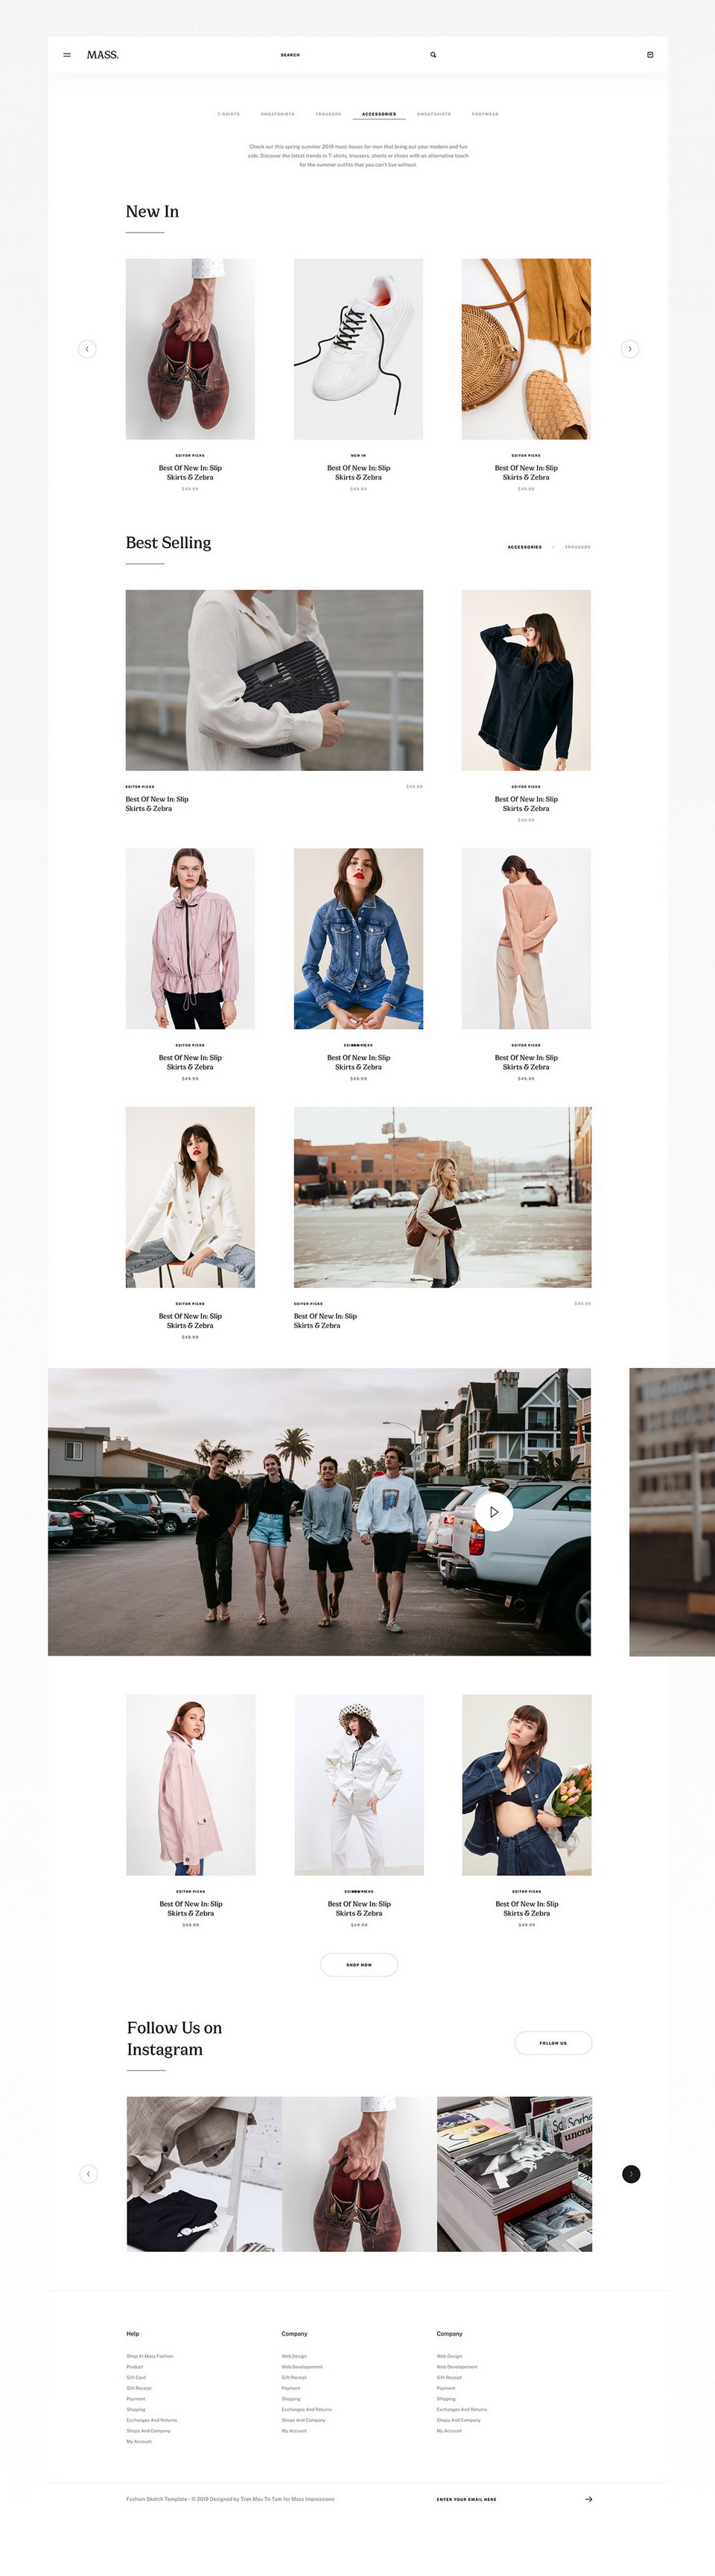 MASS.
SEARCH
T-SHIRTS
SWEATSHIRTS
TROUSERS
ACCESSORIES
SWEATSHIRTS
FOOTWEAR
Check out this spring summer 2019 must-haves for men that bring out your modern and fun
side. Discover the latest trends in T-shirts, trousers, shorts or shoes with an alternative touch
for the summer outfits that you can't live without.
New In
EDITOR PICKS
Best Of New In: Slip
Skirts & Zebra
$49.99
NEW IN
Best Of New In: Slip
Skirts & Zebra
$49.99
EDITOR PICKS
Best Of New In: Slip
Skirts & Zebra
$49.99
Best Selling
ACCESSORIES / TROUSERS
EDITOR PICKS
$49.99
Best Of New In: Slip
Skirts & Zebra
EDITOR PICKS
Best Of New In: Slip
Skirts & Zebra
$49.99
EDITOR PICKS
Best Of New In: Slip
Skirts & Zebra
$49.99
Best Of New In: Slip
Skirts & Zebra
$49.99
EDITOR PICKS
Best Of New In: Slip
Skirts & Zebra
$49.99
EDITOR PICKS
Best Of New In: Slip
Skirts & Zebra
$49.99
EDITOR PICKS
$49.99
Best Of New In: Slip
Skirts & Zebra
EDITOR PICKS
Best Of New In: Slip
Skirts & Zebra
$49.99
Best Of New In: Slip
Skirts & Zebra
$49.99
EDITOR PICKS
Best Of New In: Slip
Skirts & Zebra
$49.99
SHOP NOW
Follow Us on
Instagram
FOLLOW US
Help
Shop At Mass Fashion
Product
Gift Card
Gift Receipt
Payment
Shipping
Exchanges And Returns
Shops And Company
My Account
Company
Web Design
Web Developement
Gift Receipt
Payment
Shipping
Exchanges And Returns
Shops And Company
My Account
Company
Web Design
Web Developement
Gift Receipt
Payment
Shipping
Exchanges And Returns
Shops And Company
My Account
Fashion Sketch Template - © 2019 Designed by Tran Mau Tri Tam for Mass Impressions
ENTER YOUR EMAIL HERE